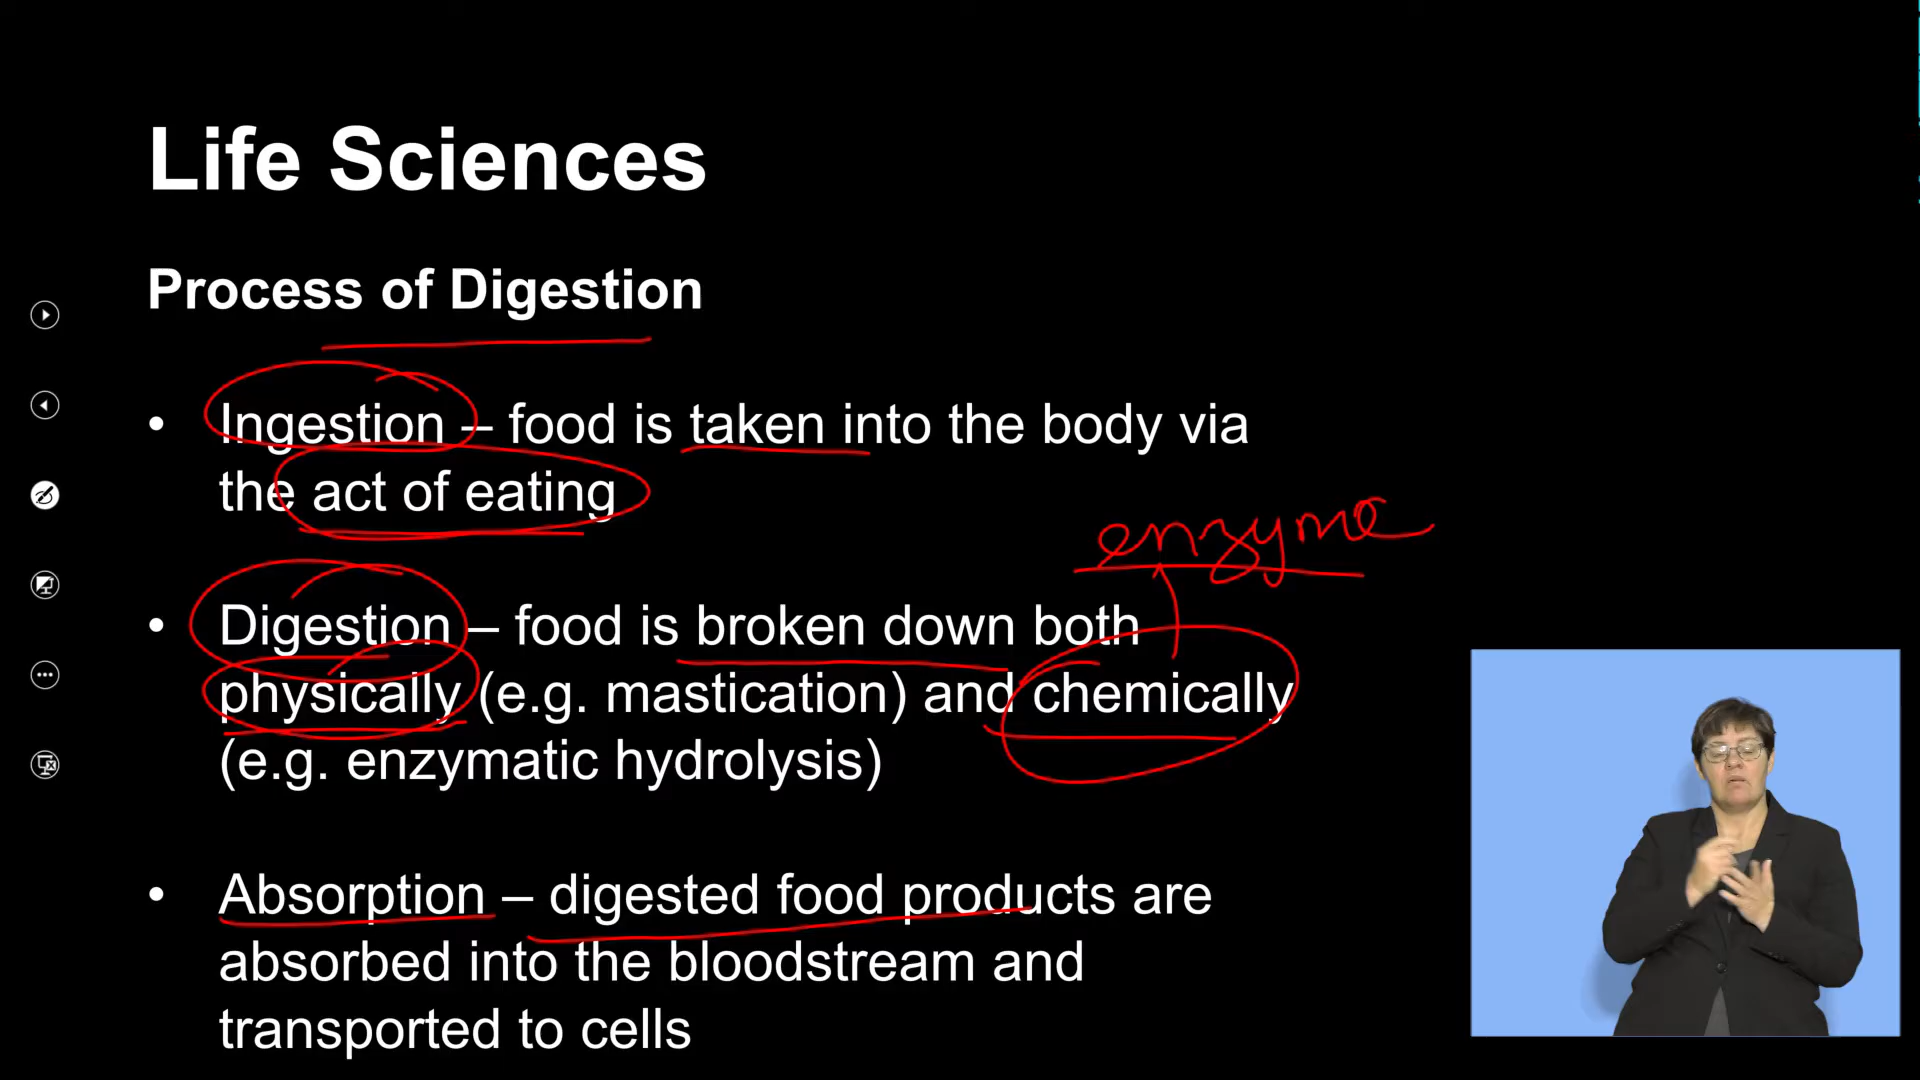 Life Sciences
Process of Digestion
• Ingestion – food is taken into the body via
the act of eating
enzyme
• Digestion – food is broken down both
physically (e.g. mastication) and chemically
(e.g. enzymatic hydrolysis)
• Absorption – digested food products are
absorbed into the bloodstream and
transported to cells